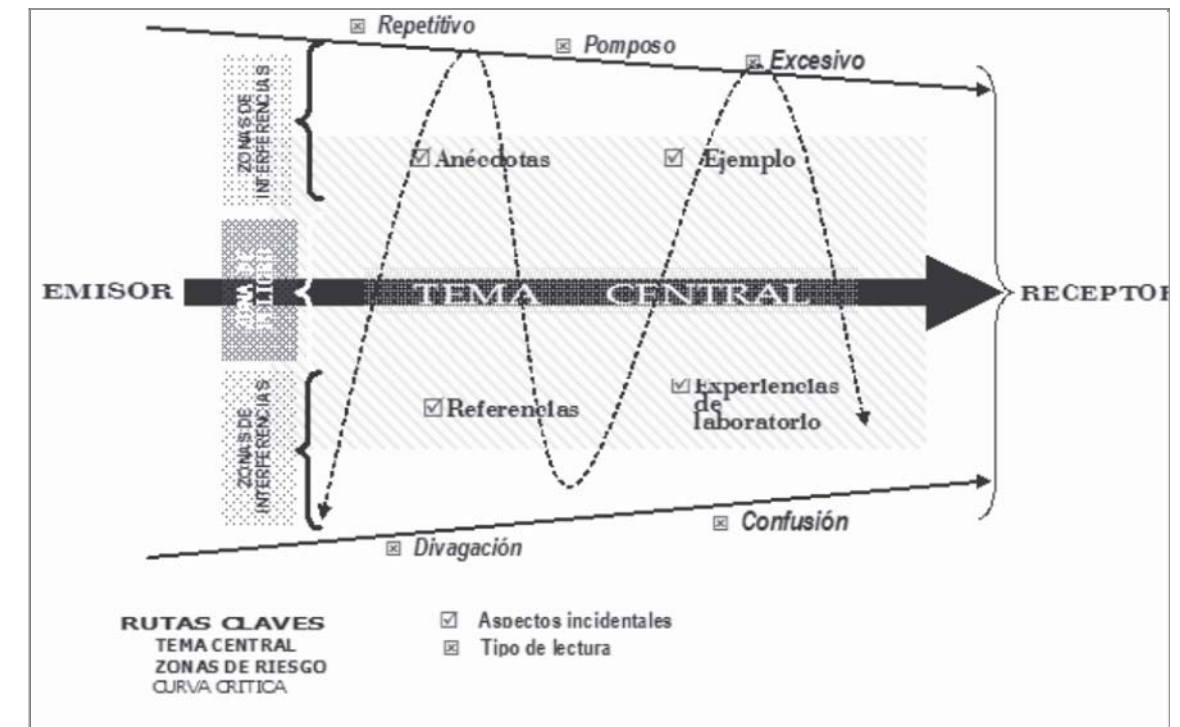 ☒ Repetitivo
☒ Pomposo
☒ Excesivo
ZONAS DE
INTERFERENCIAS
☑ Anécdotas
☑ Ejemplo
EMISOR
TEMA CENTRAL
RECEPTOR
☑ Referencias
☑ Experiencias
de
laboratorio
ZONAS DE
INTERFERENCIAS
☒ Confusión
☒ Divagación
RUTAS CLAVES
TEMA CENTRAL
ZONAS DE RIESGO
CURVA CRITICA
☑ Aspectos incidentales
☒ Tipo de lectura